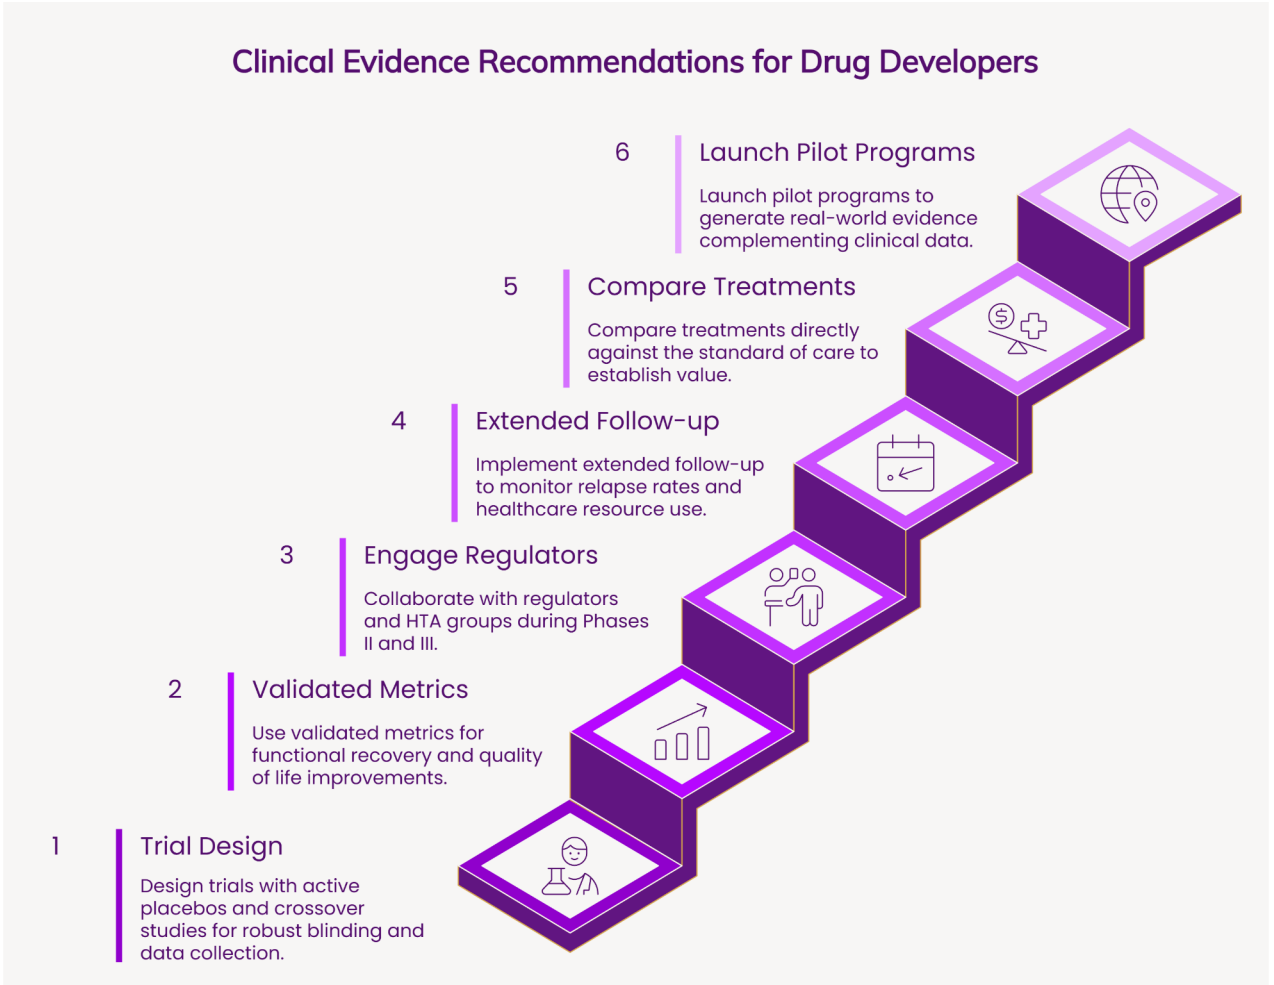 Clinical Evidence Recommendations for Drug Developers
6
Launch Pilot Programs
Launch pilot programs to
generate real-world evidence
complementing clinical data.
5
Compare Treatments
Compare treatments directly
against the standard of care to
establish value.
4
Extended Follow-up
Implement extended follow-up
to monitor relapse rates and
healthcare resource use.
3
Engage Regulators
Collaborate with regulators
and HTA groups during Phases
II and III.
2
Validated Metrics
Use validated metrics for
functional recovery and quality
of life improvements.
1
Trial Design
Design trials with active
placebos and crossover
studies for robust blinding and
data collection.
$